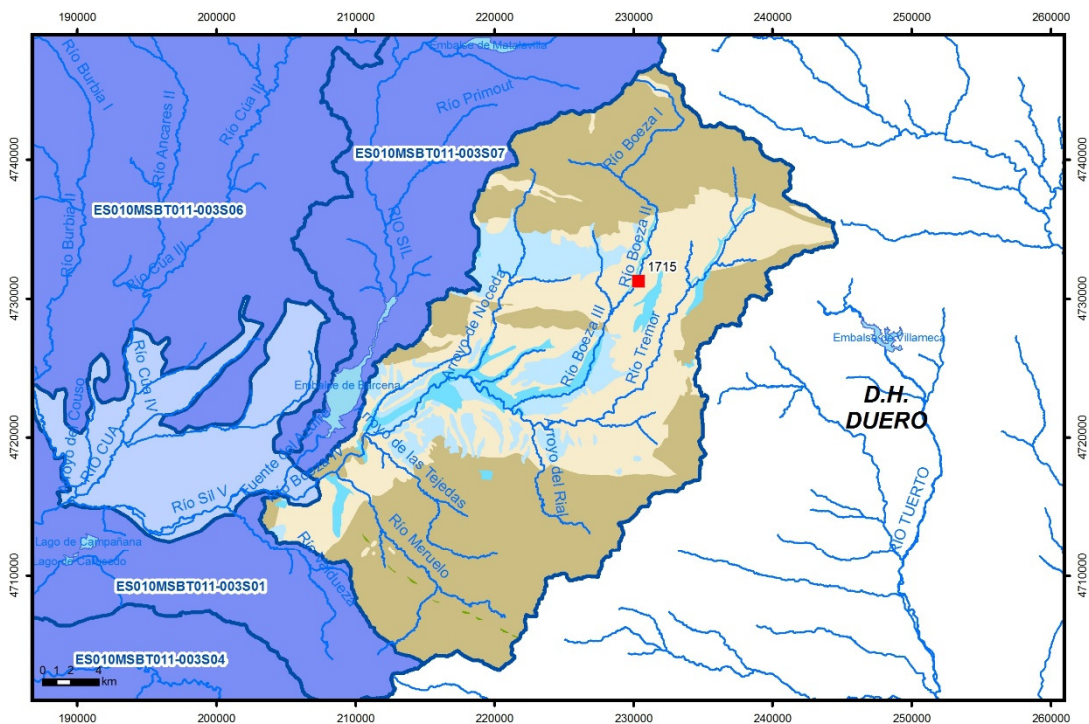 190000
200000
210000
220000
230000
240000
250000
260000
Embalse de Matalavilla
Río Burbia I
Río Ancares II
Río Cúa II
Río Primout
Río Boeza I
4740000
4740000
ES010MSBT011-003S07
ES010MSBT011-003S06
Río Burbia II
Río Cúa III
RÍO SIL
Río Boeza II
1715
4730000
4730000
Arroyo de Noceda
Río Boeza III
Río Tremor
Embalse de Villameca
Embalse de Bárcena
D.H.
DUERO
Río Cúa IV
RÍO CUA
4720000
4720000
Río Sil V
Río Boeza IV
Arroyo de las Tejedas
Arroyo del Rial
RÍO TUERTO
Lago de Campañana
Río Meruelo
4710000
4710000
ES010MSBT011-003S01
ES010MSBT011-003S04
0 1 2 4
km
190000
200000
210000
220000
230000
240000
250000
260000